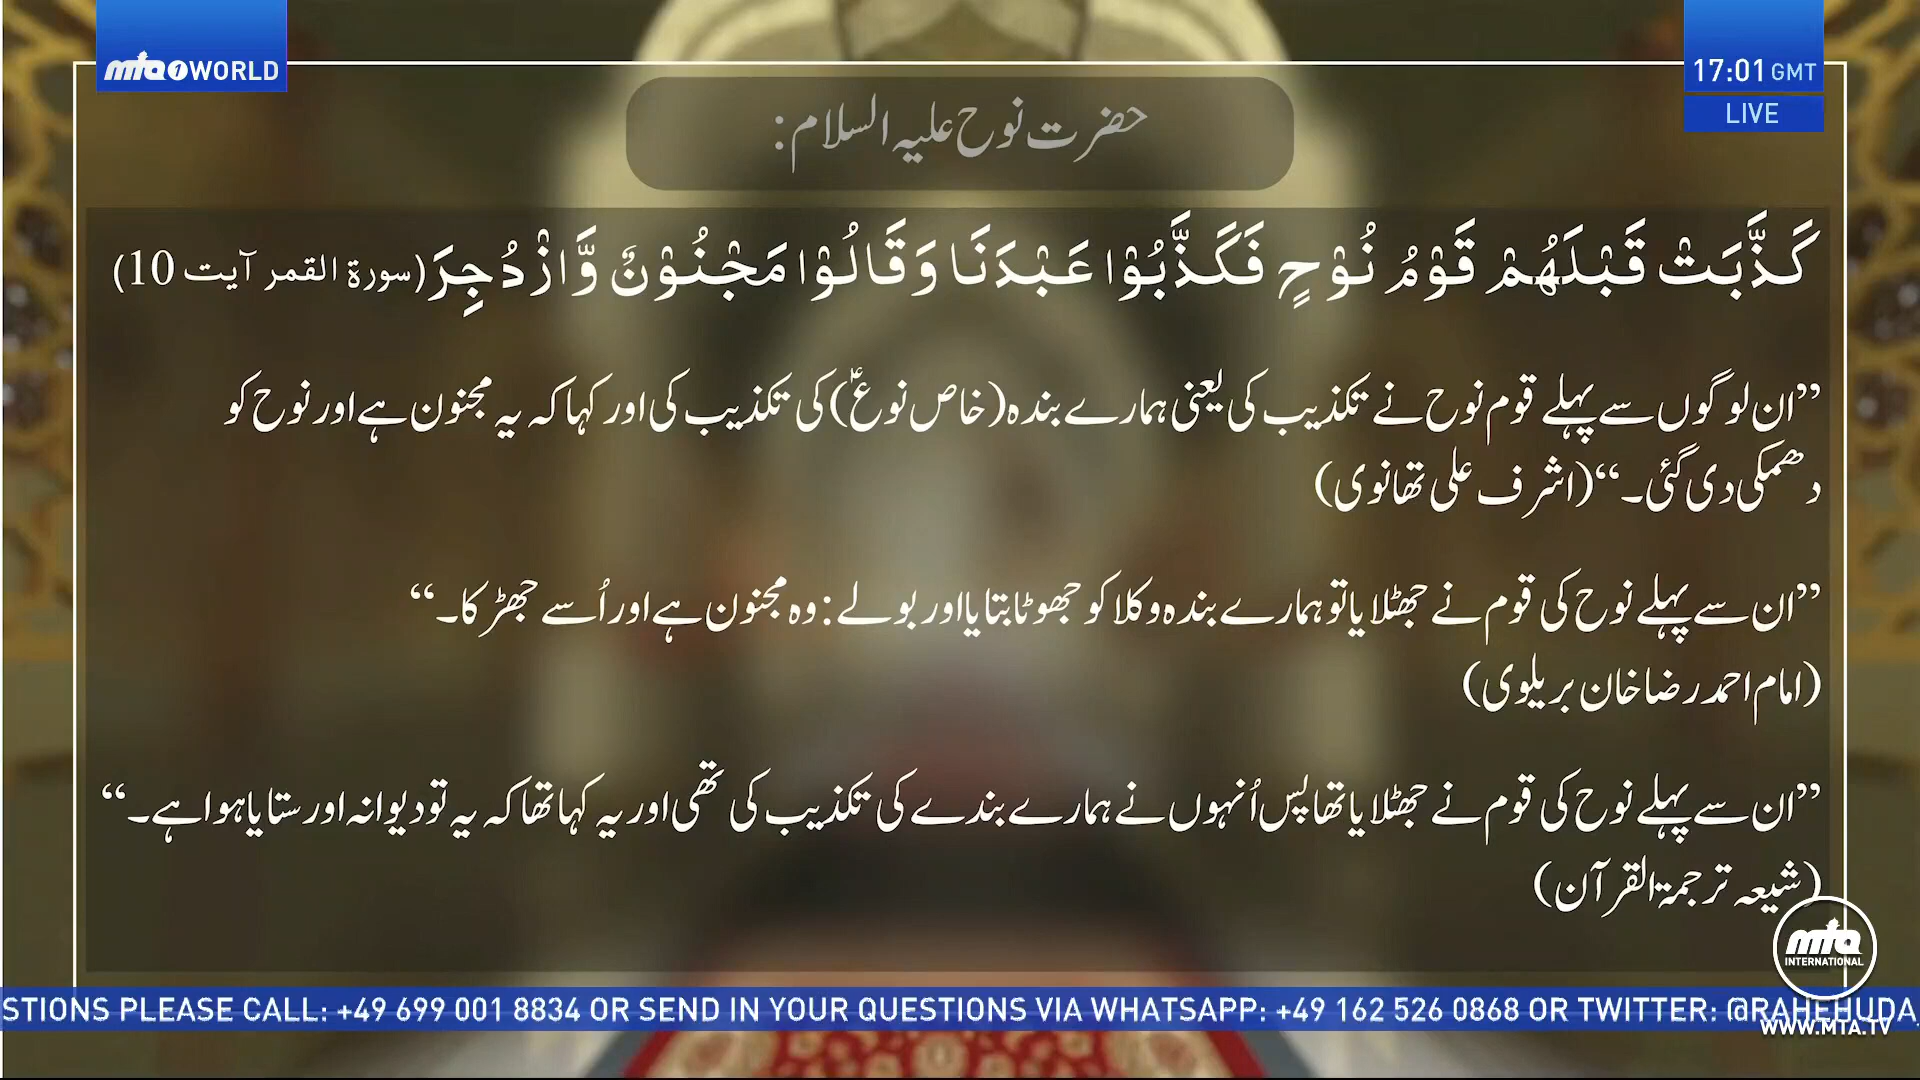 mta1 WORLD
17:01 GMT
LIVE
حضرت نوح علیہ السلام:
كَذَّبَتْ قَبْلَهُمْ قَوْمُ نُوْحٍ فَكَذَّبُوْا عَبْدَنَا وَقَالُوْا مَجْنُوْنٌ وَّازْدُجِرَ (سورۃ القمر آیت 10)
”ان لوگوں سے پہلے قوم نوح نے تکذیب کی یعنی ہمارے بندہ (خاص نوعؑ) کی تکذیب کی اور کہا کہ یہ مجنون ہے اور نوح کو
دھمکی دی گئی۔“ (اشرف علی تھانوی)
”ان سے پہلے نوح کی قوم نے جھٹلایا تو ہمارے بندہ وکلا کو جھوٹا بتایا اور بولے: وہ مجنون ہے اور اُسے جھڑکا۔“
(امام احمد رضا خان بریلوی)
”ان سے پہلے نوح کی قوم نے جھٹلایا تھا پس اُنہوں نے ہمارے بندے کی تکذیب کی تھی اور یہ کہا تھا کہ یہ تو دیوانہ اور ستایا ہوا ہے۔“
(شیعہ ترجمۃ القرآن)
mta INTERNATIONAL
STIONS PLEASE CALL: +49 699 001 8834 OR SEND IN YOUR QUESTIONS VIA WHATSAPP: +49 162 526 0868 OR TWITTER: @RAHEHUDA
WWW.MTA.TV